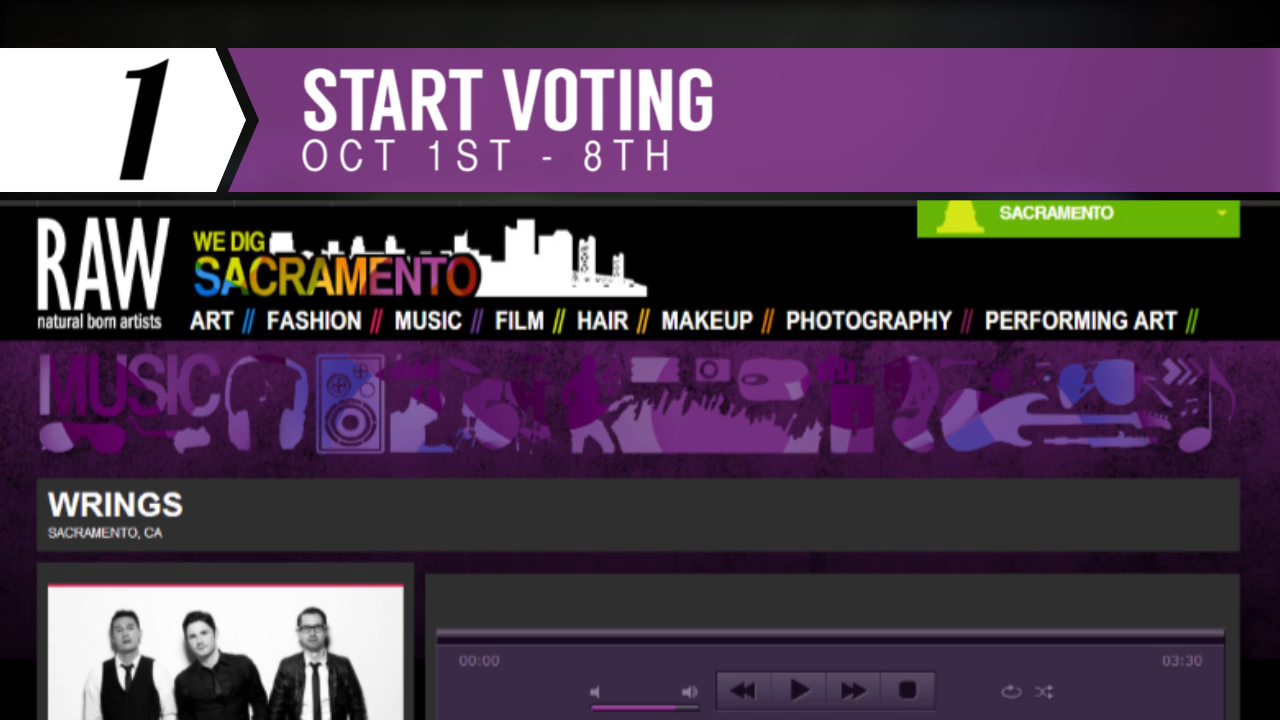 1
START VOTING
OCT 1ST - 8TH
SACRAMENTO
RAW
natural born artists
WE DIG
SACRAMENTO
ART // FASHION // MUSIC // FILM // HAIR // MAKEUP // PHOTOGRAPHY // PERFORMING ART //
MUSIC
WRINGS
SACRAMENTO, CA
00:00
03:30